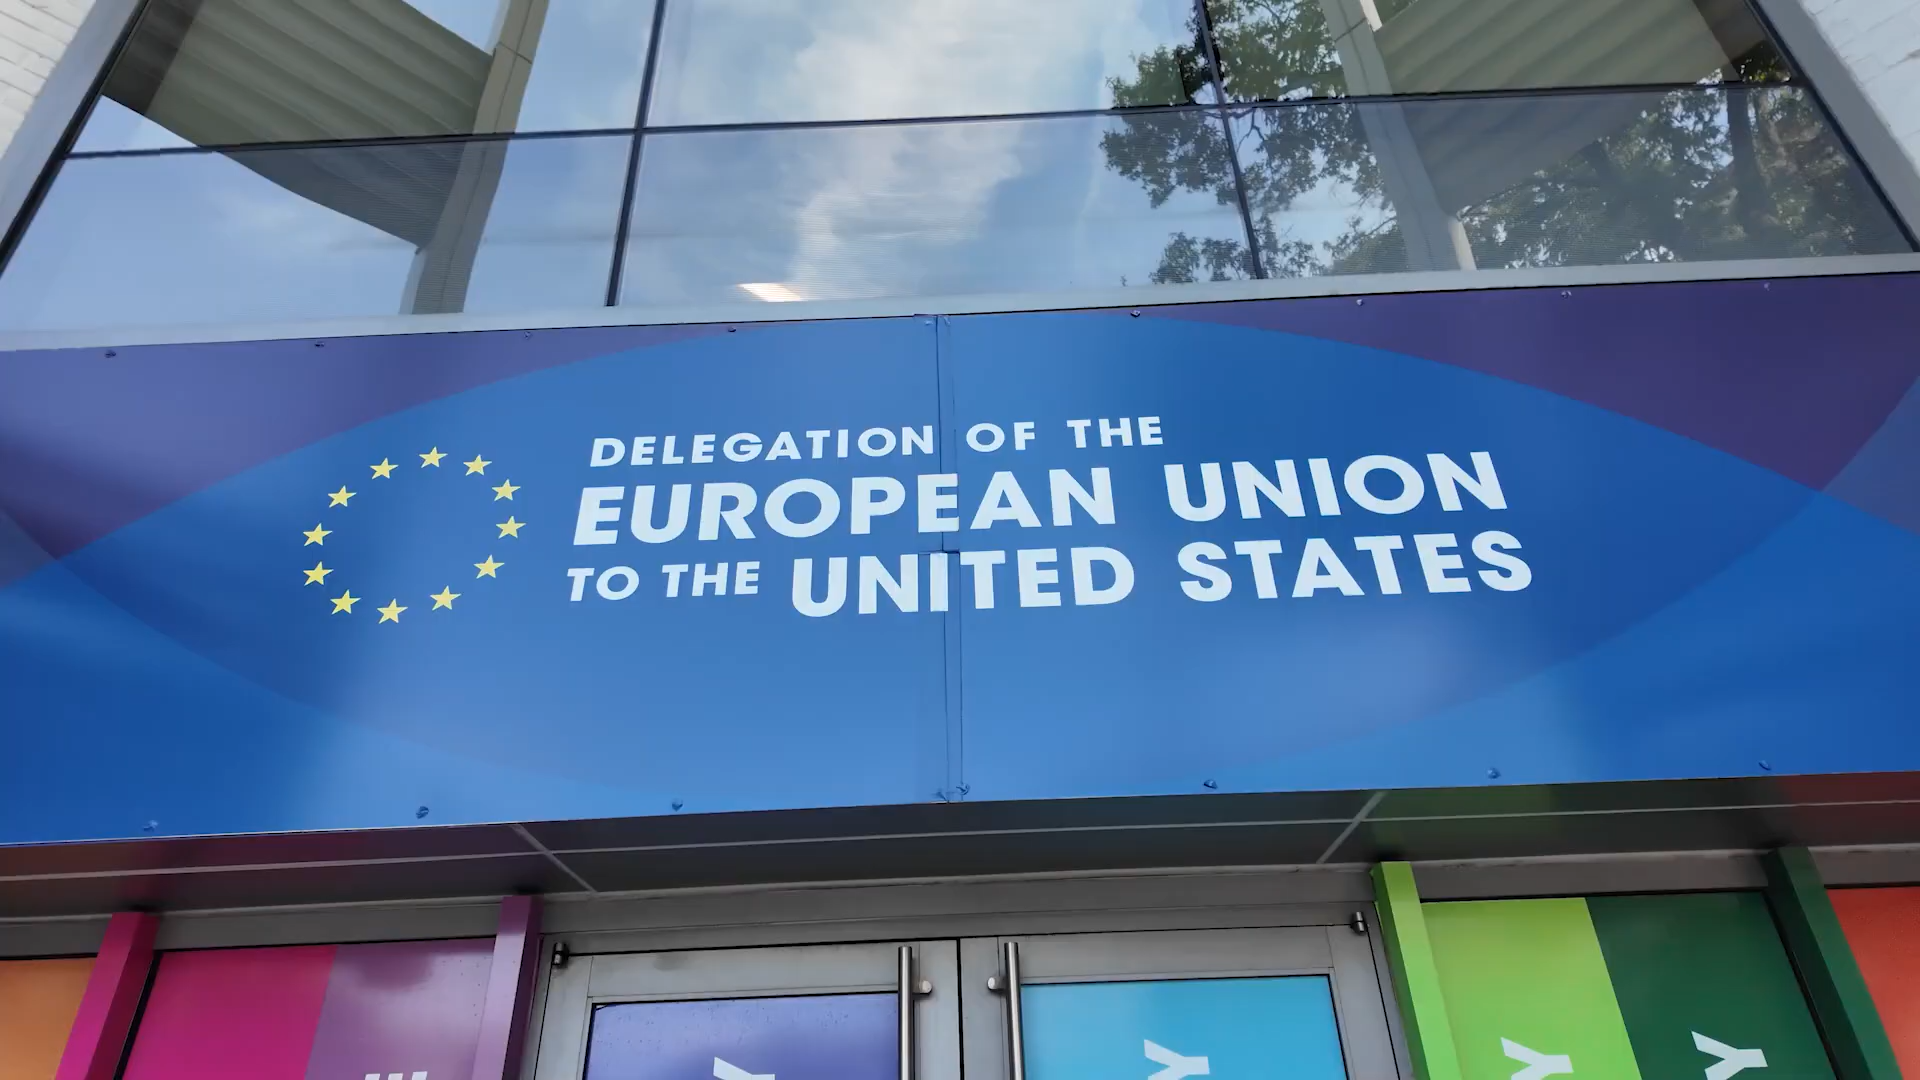 DELEGATION OF THE
EUROPEAN UNION
TO THE UNITED STATES